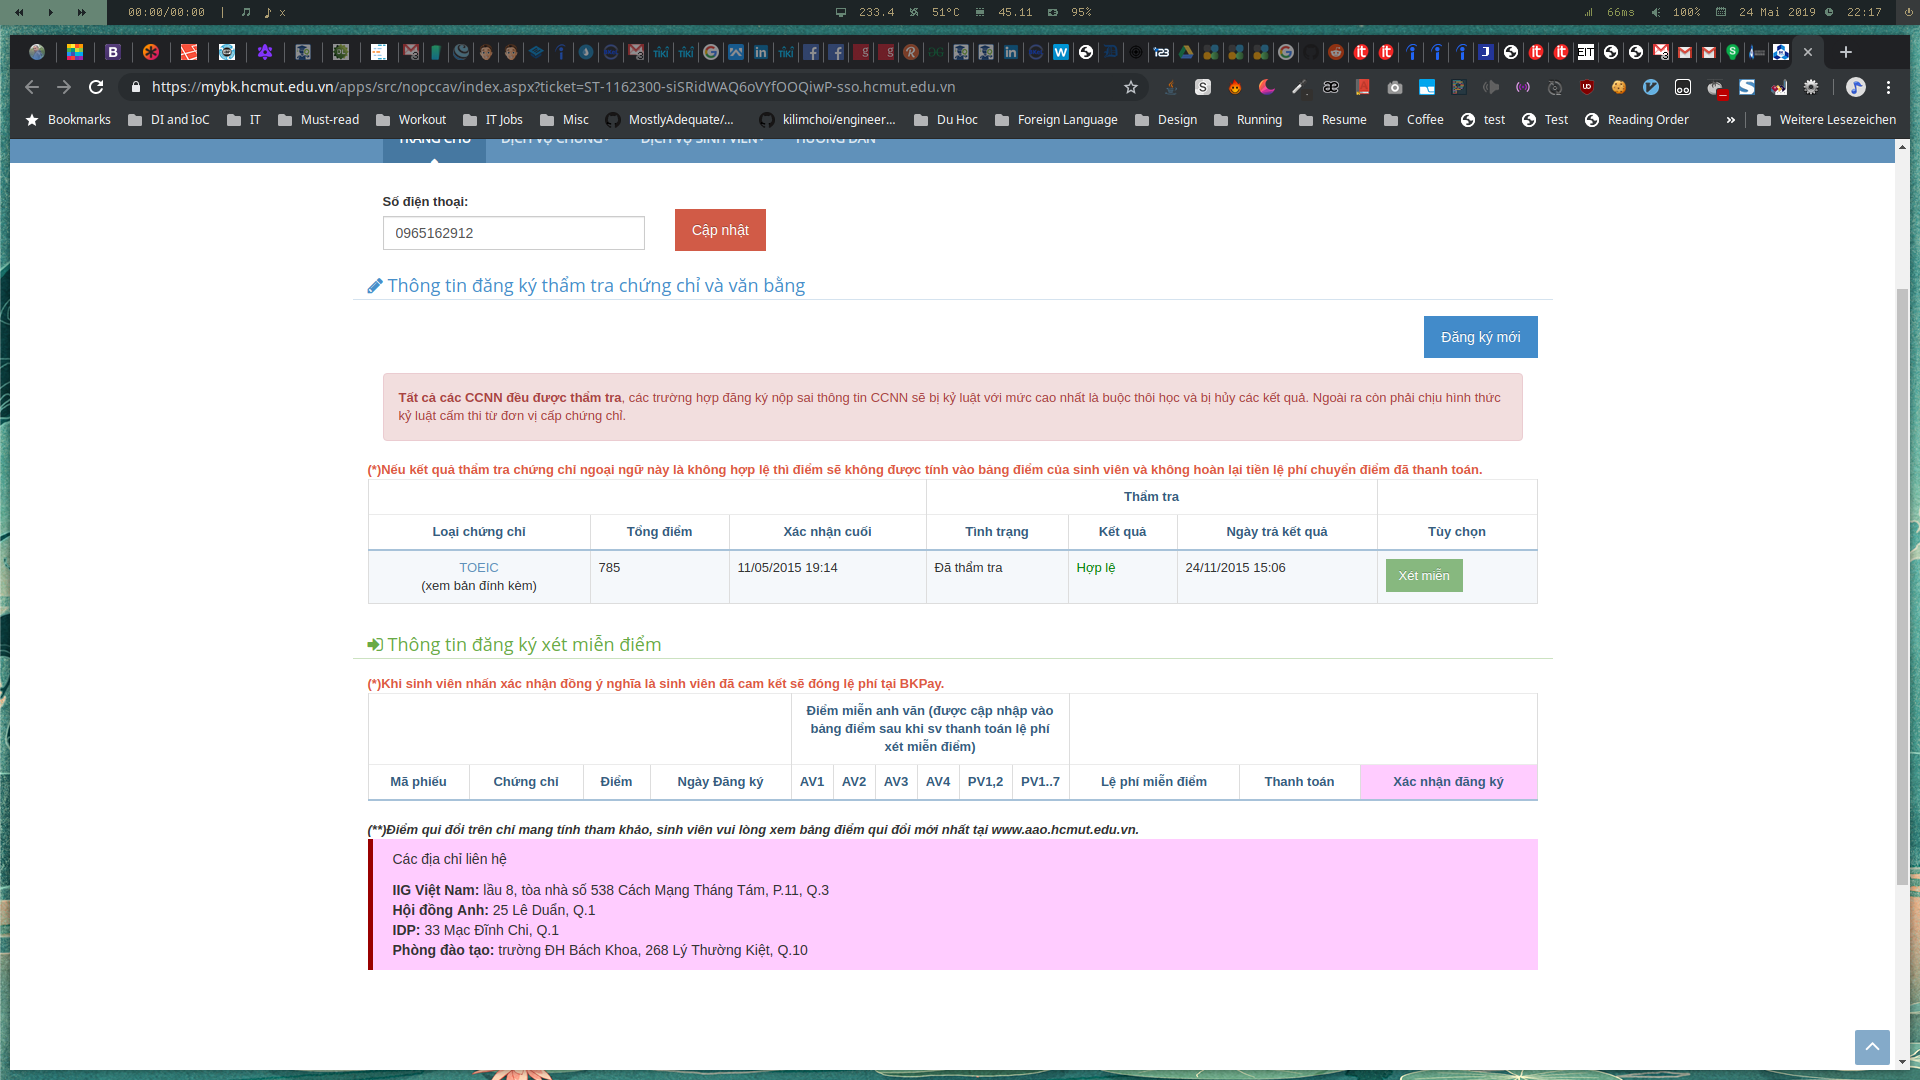 00:00/00:00 | x 233.4 51°C 45.11 95% 66ms 100% 24 Mai 2019 22:17
https://mybk.hcmut.edu.vn/apps/src/nopccav/index.aspx?ticket=ST-1162300-siSRidWAQ6oVYfOOQiwP-sso.hcmut.edu.vn
Bookmarks DI and IoC IT Must-read Workout IT Jobs Misc MostlyAdequate/... kilimchoi/engineer... Du Hoc Foreign Language Design Running Resume Coffee test Test Reading Order » Weitere Lesezeichen
TRANG CHỦ DỊCH VỤ CHUNG DỊCH VỤ SINH VIÊN HƯỚNG DẪN
Số điện thoại:
0965162912 Cập nhật
Thông tin đăng ký thẩm tra chứng chỉ và văn bằng
Đăng ký mới
Tất cả các CCNN đều được thẩm tra, các trường hợp đăng ký nộp sai thông tin CCNN sẽ bị kỷ luật với mức cao nhất là buộc thôi học và bị hủy các kết quả. Ngoài ra còn phải chịu hình thức
kỷ luật cấm thi từ đơn vị cấp chứng chỉ.
(*)Nếu kết quả thẩm tra chứng chỉ ngoại ngữ này là không hợp lệ thì điểm sẽ không được tính vào bảng điểm của sinh viên và không hoàn lại tiền lệ phí chuyển điểm đã thanh toán.
Thẩm tra
Loại chứng chỉ Tổng điểm Xác nhận cuối Tình trạng Kết quả Ngày trả kết quả Tùy chọn
TOEIC 785 11/05/2015 19:14 Đã thẩm tra Hợp lệ 24/11/2015 15:06 Xét miễn
(xem bản đính kèm)
Thông tin đăng ký xét miễn điểm
(*)Khi sinh viên nhấn xác nhận đồng ý nghĩa là sinh viên đã cam kết sẽ đóng lệ phí tại BKPay.
Điểm miễn anh văn (được cập nhập vào
bảng điểm sau khi sv thanh toán lệ phí
xét miễn điểm)
Mã phiếu Chứng chỉ Điểm Ngày Đăng ký AV1 AV2 AV3 AV4 PV1,2 PV1..7 Lệ phí miễn điểm Thanh toán Xác nhận đăng ký
(**)Điểm qui đổi trên chỉ mang tính tham khảo, sinh viên vui lòng xem bảng điểm qui đổi mới nhất tại www.aao.hcmut.edu.vn.
Các địa chỉ liên hệ
IIG Việt Nam: lầu 8, tòa nhà số 538 Cách Mạng Tháng Tám, P.11, Q.3
Hội đồng Anh: 25 Lê Duẩn, Q.1
IDP: 33 Mạc Đĩnh Chi, Q.1
Phòng đào tạo: trường ĐH Bách Khoa, 268 Lý Thường Kiệt, Q.10